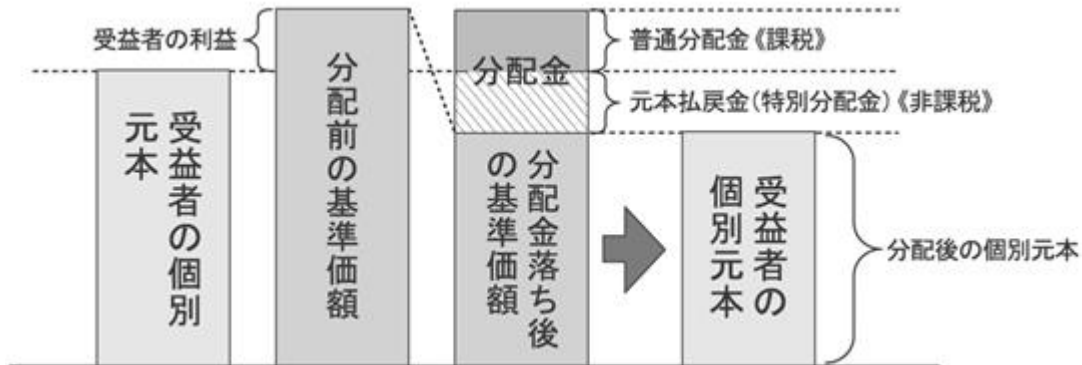 受益者の利益
受益者の個別
元本
分配前の基準価額
分配金
分配金落ち後
の基準価額
普通分配金《課税》
元本払戻金(特別分配金)《非課税》
受益者の
個別元本
分配後の個別元本